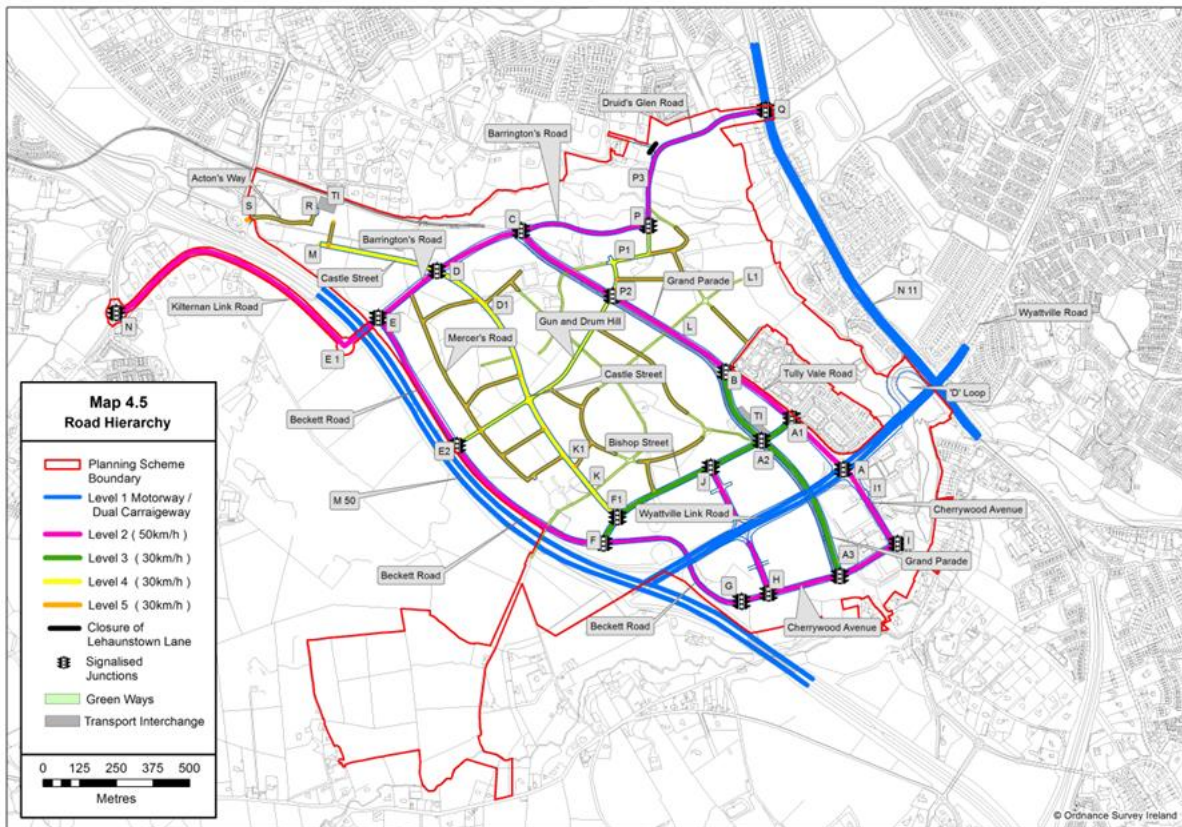 Druid's Glen Road
Q
Barrington's Road
Acton's Way
TI
S
R
P3
C
P
Barrington's Road
M
P1
D
Castle Street
P2
Grand Parade
L1
N 11
Kilternan Link Road
N
E
D1
Gun and Drum Hill
Wyattville Road
E 1
Mercer's Road
L
Castle Street
B
Tully Vale Road
'D' Loop
Beckett Road
TI
A1
E2
K1
Bishop Street
A2
M 50
K
J
A
I1
F1
Wyattville Link Road
Cherrywood Avenue
F
I
A3
Grand Parade
Beckett Road
G
H
Beckett Road
Cherrywood Avenue
Map 4.5
Road Hierarchy
Planning Scheme
Boundary
Level 1 Motorway /
Dual Carraigeway
Level 2 ( 50km/h )
Level 3 ( 30km/h )
Level 4 ( 30km/h )
Level 5 ( 30km/h )
Closure of
Lehaunstown Lane
Signalised
Junctions
Green Ways
Transport Interchange
0 125 250 375 500
Metres
© Ordnance Survey Ireland